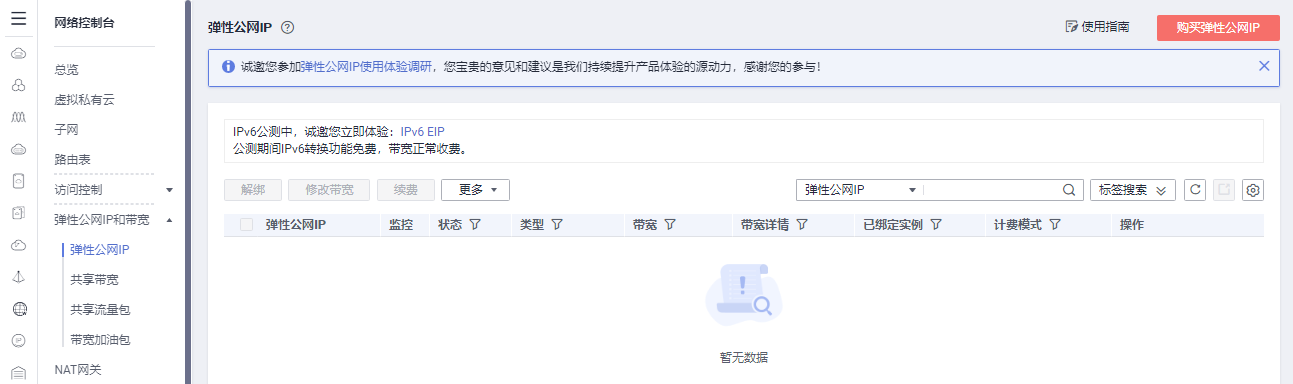 网络控制台
总览
虚拟私有云
子网
路由表
访问控制
弹性公网IP和带宽
弹性公网IP
共享带宽
共享流量包
带宽加油包
NAT网关
弹性公网IP
使用指南
购买弹性公网IP
诚邀您参加弹性公网IP使用体验调研，您宝贵的意见和建议是我们持续提升产品体验的源动力，感谢您的参与！
IPv6公测中，诚邀您立即体验：IPv6 EIP
公测期间IPv6转换功能免费，带宽正常收费。
解绑 修改带宽 续费 更多 弹性公网IP 标签搜索
弹性公网IP 监控 状态 类型 带宽 带宽详情 已绑定实例 计费模式 操作
暂无数据